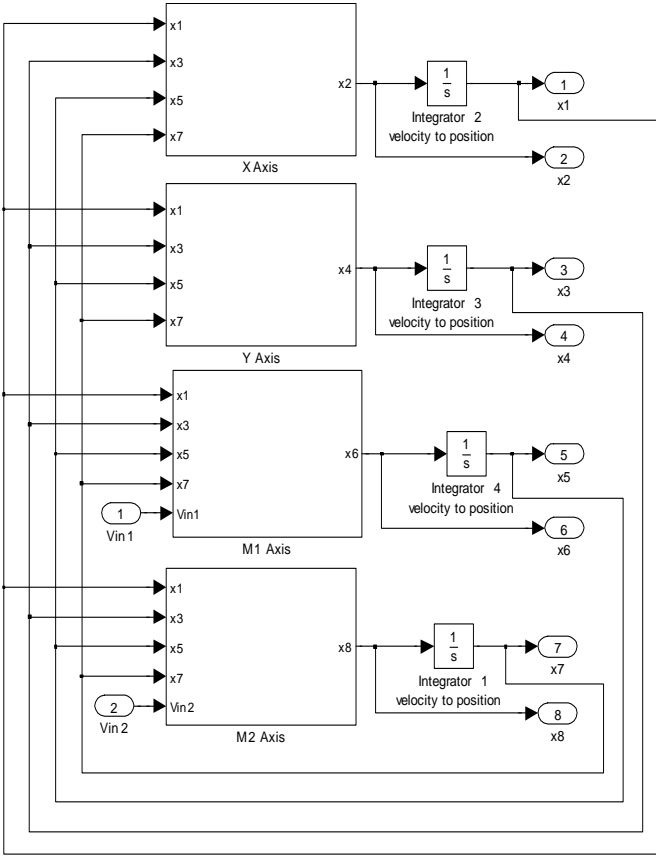 x1
x3
x5
x7
x2
X Axis
1
s
Integrator 2
velocity to position
1
x1
2
x2
x1
x3
x5
x7
x4
Y Axis
1
s
Integrator 3
velocity to position
3
x3
4
x4
x1
x3
x5
x7
Vin1
x6
1
Vin 1
M1 Axis
1
s
Integrator 4
velocity to position
5
x5
6
x6
x1
x3
x5
x7
Vin2
x8
2
Vin 2
M2 Axis
1
s
Integrator 1
velocity to position
7
x7
8
x8